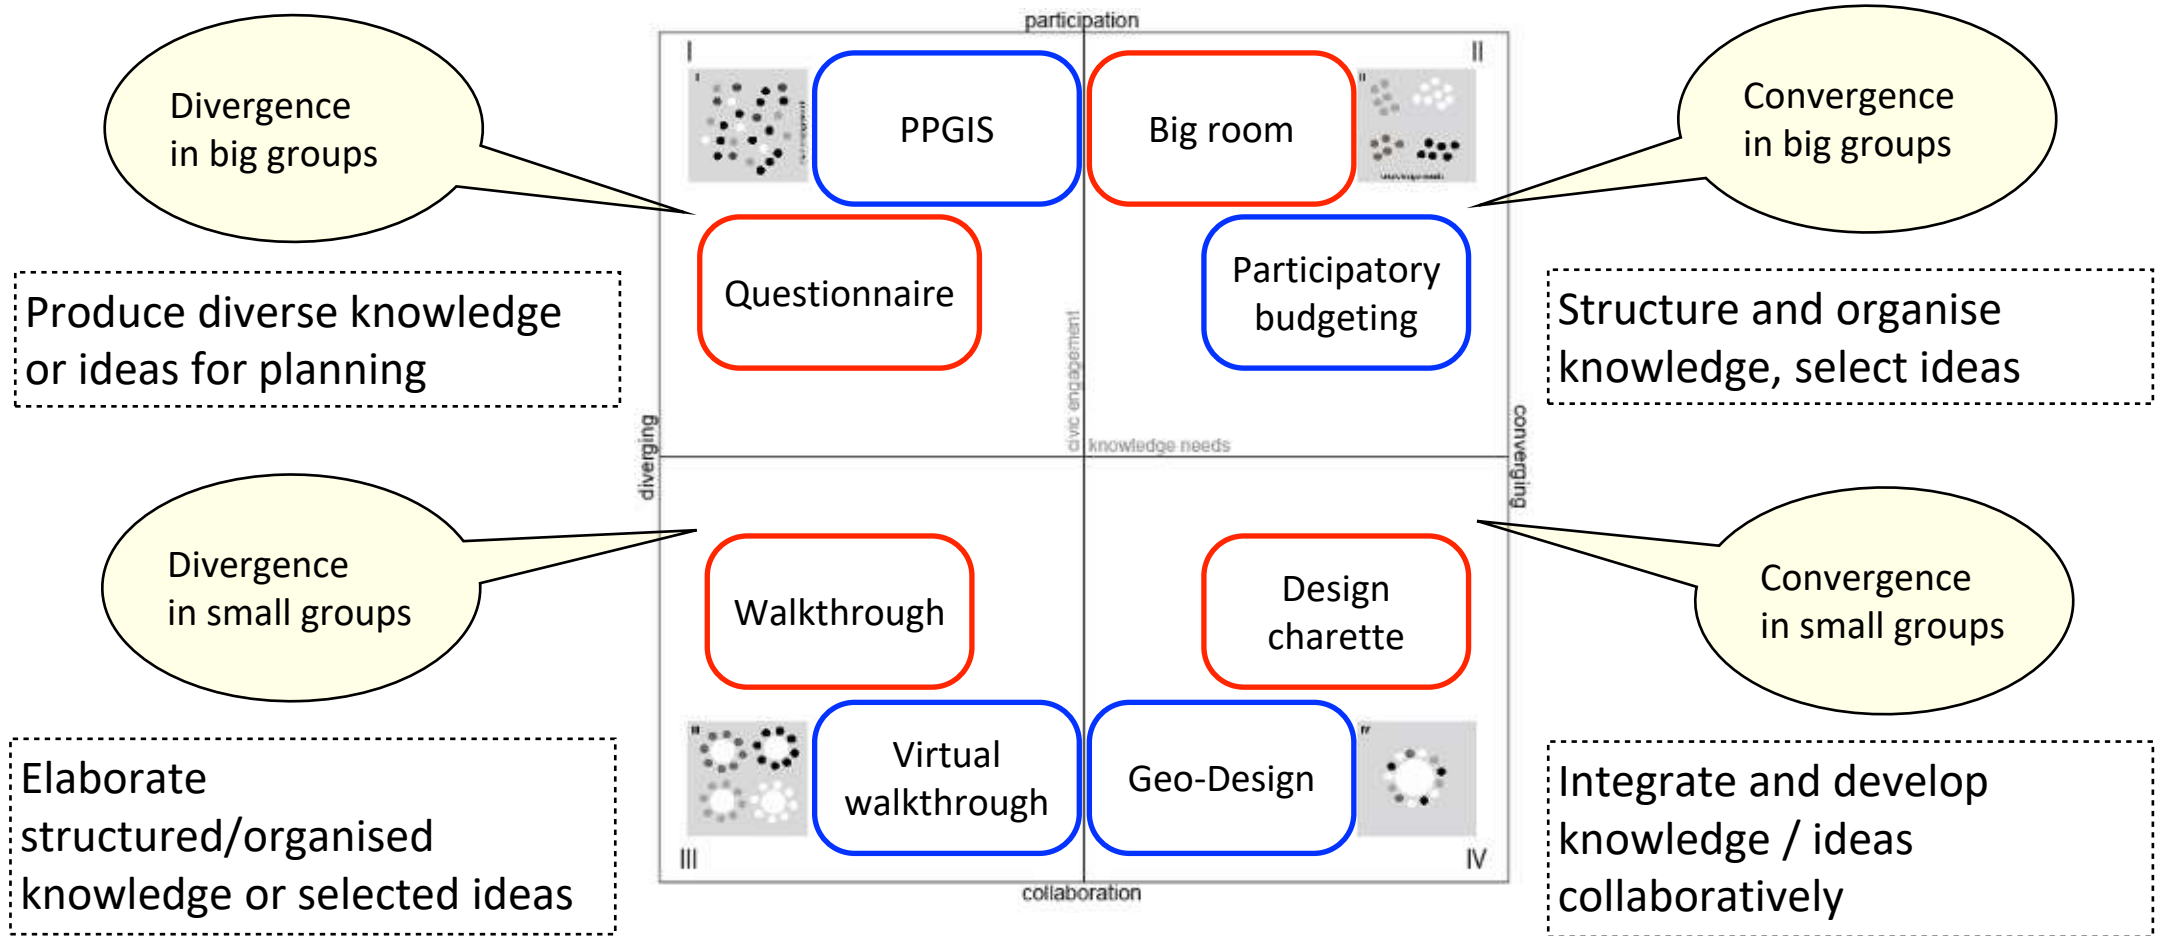 participation
I
II
Divergence
in big groups
PPGIS
Big room
Convergence
in big groups
Questionnaire
Participatory
budgeting
Produce diverse knowledge
or ideas for planning
Structure and organise
knowledge, select ideas
civic engagement
knowledge needs
diverging
converging
Divergence
in small groups
Walkthrough
Design
charette
Convergence
in small groups
Elaborate
structured/organised
knowledge or selected ideas
Virtual
walkthrough
Geo-Design
Integrate and develop
knowledge / ideas
collaboratively
III
IV
collaboration